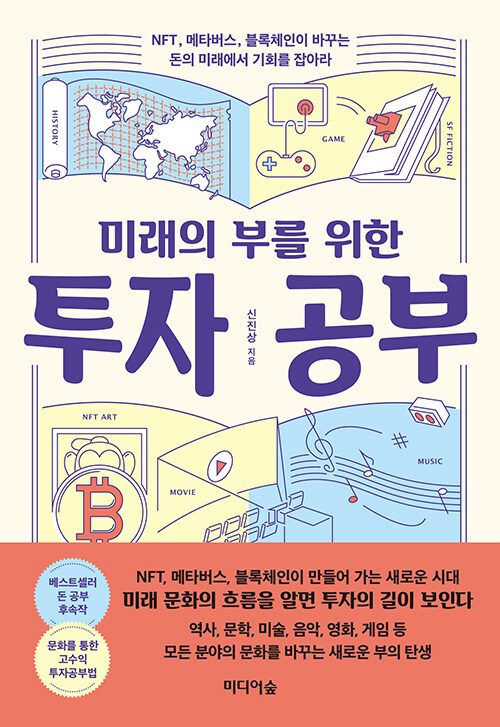 NFT, 메타버스, 블록체인이 바꾸는
돈의 미래에서 기회를 잡아라
HISTORY
GAME
SF FICTION
미래의 부를 위한
투자 공부
신진상 지음
NFT ART
MOVIE
MUSIC
베스트셀러
돈 공부
후속작
문화를 통한
고수익
투자공부법
NFT, 메타버스, 블록체인이 만들어 가는 새로운 시대
미래 문화의 흐름을 알면 투자의 길이 보인다
역사, 문학, 미술, 음악, 영화, 게임 등
모든 분야의 문화를 바꾸는 새로운 부의 탄생
미디어숲